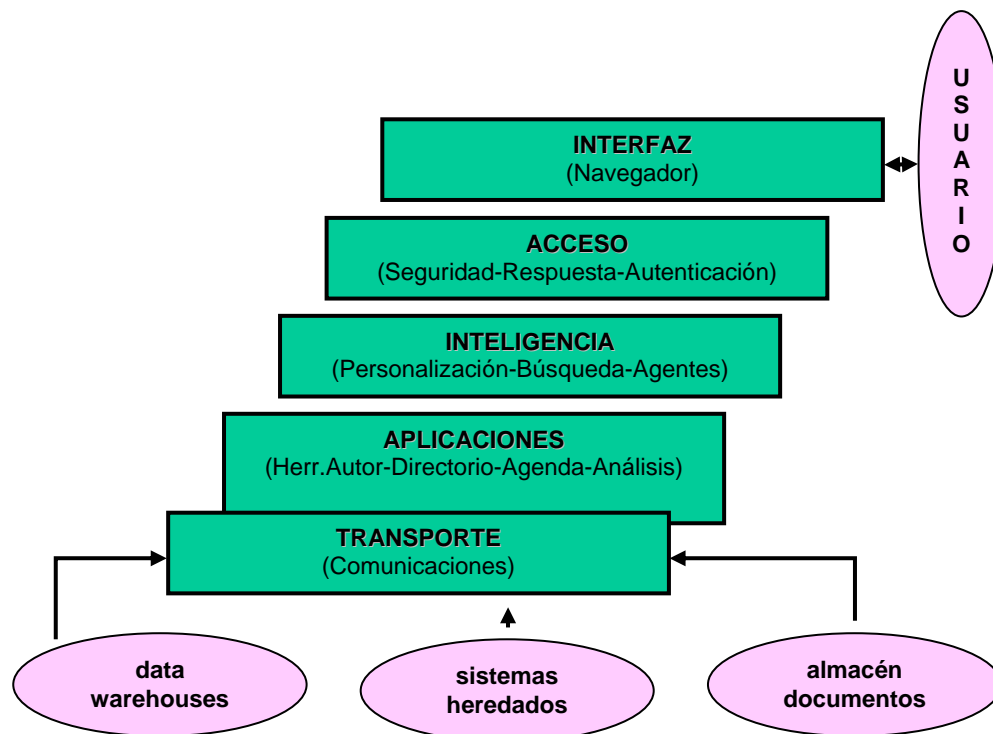 INTERFAZ
(Navegador)
USUARIO
ACCESO
(Seguridad-Respuesta-Autenticación)
INTELIGENCIA
(Personalización-Búsqueda-Agentes)
APLICACIONES
(Herr.Autor-Directorio-Agenda-Análisis)
TRANSPORTE
(Comunicaciones)
data
warehouses
sistemas
heredados
almacén
documentos